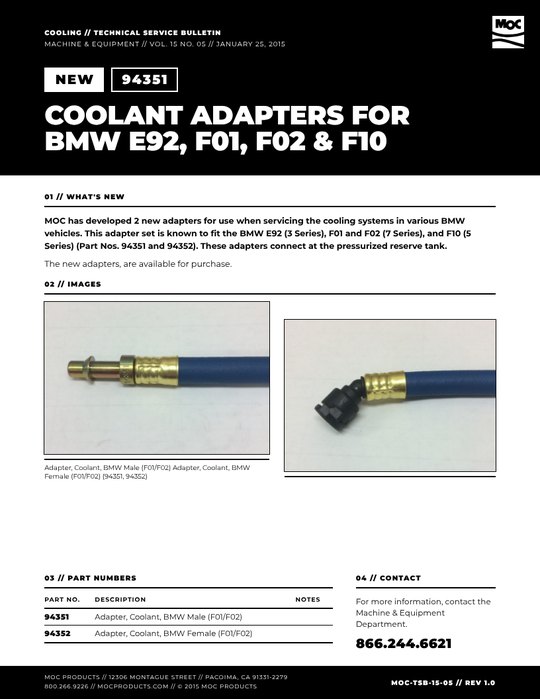 COOLING // TECHNICAL SERVICE BULLETIN
MACHINE & EQUIPMENT // VOL. 15 NO. 05 // JANUARY 25, 2015
MOC
NEW 94351
COOLANT ADAPTERS FOR
BMW E92, F01, F02 & F10
01 // WHAT'S NEW
MOC has developed 2 new adapters for use when servicing the cooling systems in various BMW
vehicles. This adapter set is known to fit the BMW E92 (3 Series), F01 and F02 (7 Series), and F10 (5
Series) (Part Nos. 94351 and 94352). These adapters connect at the pressurized reserve tank.
The new adapters, are available for purchase.
02 // IMAGES
Adapter, Coolant, BMW Male (F01/F02) Adapter, Coolant, BMW
Female (F01/F02) (94351, 94352)
03 // PART NUMBERS
PART NO. DESCRIPTION NOTES
94351 Adapter, Coolant, BMW Male (F01/F02)
94352 Adapter, Coolant, BMW Female (F01/F02)
04 // CONTACT
For more information, contact the
Machine & Equipment
Department.
866.244.6621
MOC PRODUCTS // 12306 MONTAGUE STREET // PACOIMA, CA 91331-2279
800.266.9226 // MOCPRODUCTS.COM // © 2015 MOC PRODUCTS
MOC-TSB-15-05 // REV 1.0